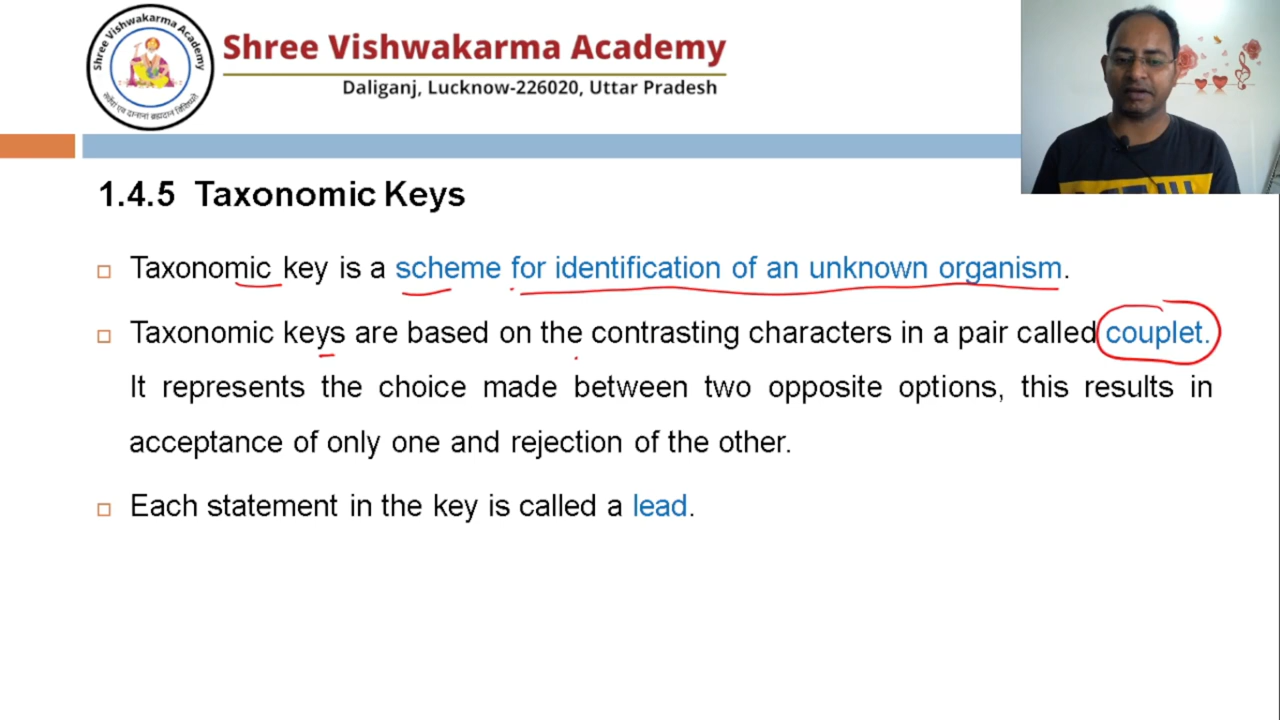 Shree Vishwakarma Academy
Shree Vishwakarma Academy
Daliganj, Lucknow-226020, Uttar Pradesh
1.4.5 Taxonomic Keys
Taxonomic key is a scheme for identification of an unknown organism.
Taxonomic keys are based on the contrasting characters in a pair called couplet.
It represents the choice made between two opposite options, this results in
acceptance of only one and rejection of the other.
Each statement in the key is called a lead.